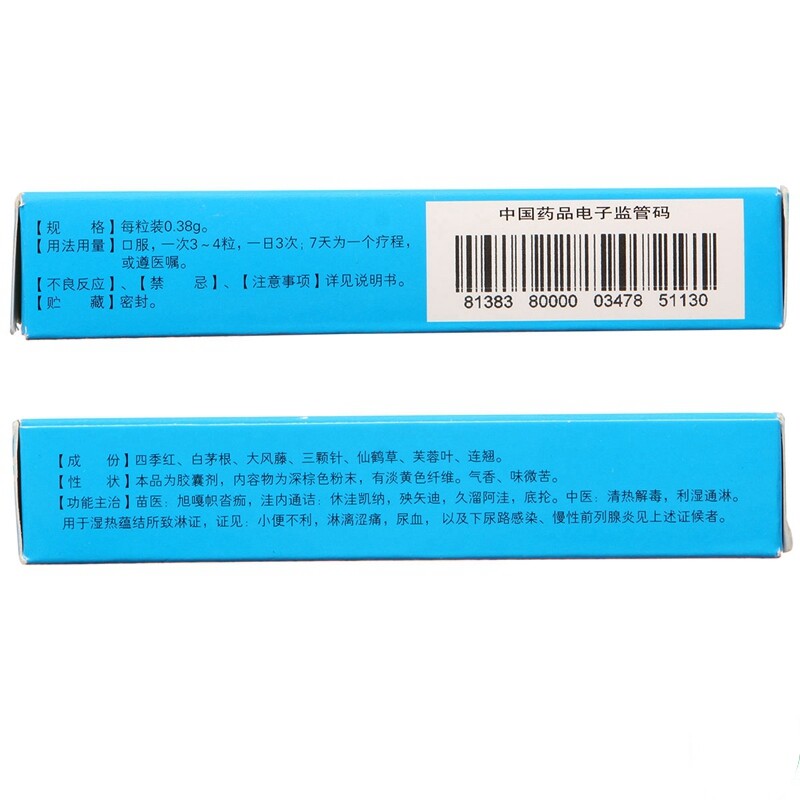 【规　　格】每粒装0.38g。
【用法用量】口服，一次3～4粒，一日3次；7天为一个疗程，
或遵医嘱。
【不良反应】、【禁　　忌】、【注意事项】详见说明书。
【贮　　藏】密封。
中国药品电子监管码
81383 80000 03478 51130
【成　　份】四季红、白茅根、大风藤、三颗针、仙鹤草、芙蓉叶、连翘。
【性　　状】本品为胶囊剂，内容物为深棕色粉末，有淡黄色纤维。气香、味微苦。
【功能主治】苗医：旭嘎帜沓痂，洼内通诘：休洼凯纳，殃矢迪，久溜阿洼，底抡。中医：清热解毒，利湿通淋。
用于湿热蕴结所致淋证，证见：小便不利，淋漓涩痛，尿血，以及下尿路感染、慢性前列腺炎见上述证候者。